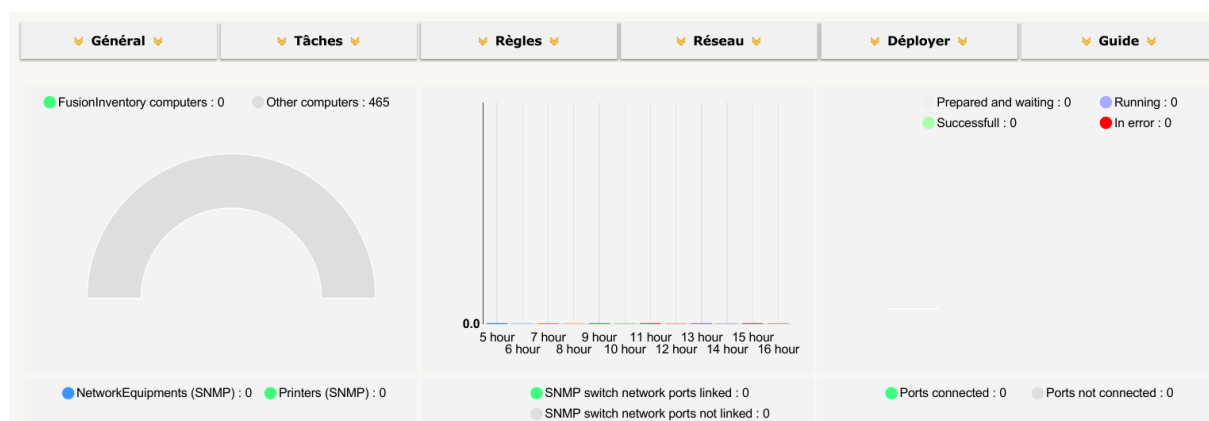 Général
Tâches
Règles
Réseau
Déployer
Guide
FusionInventory computers : 0
Other computers : 465
0.0
5 hour
6 hour
7 hour
8 hour
9 hour
10 hour
11 hour
12 hour
13 hour
14 hour
15 hour
16 hour
Prepared and waiting : 0
Running : 0
Successfull : 0
In error : 0
NetworkEquipments (SNMP) : 0
Printers (SNMP) : 0
SNMP switch network ports linked : 0
SNMP switch network ports not linked : 0
Ports connected : 0
Ports not connected : 0